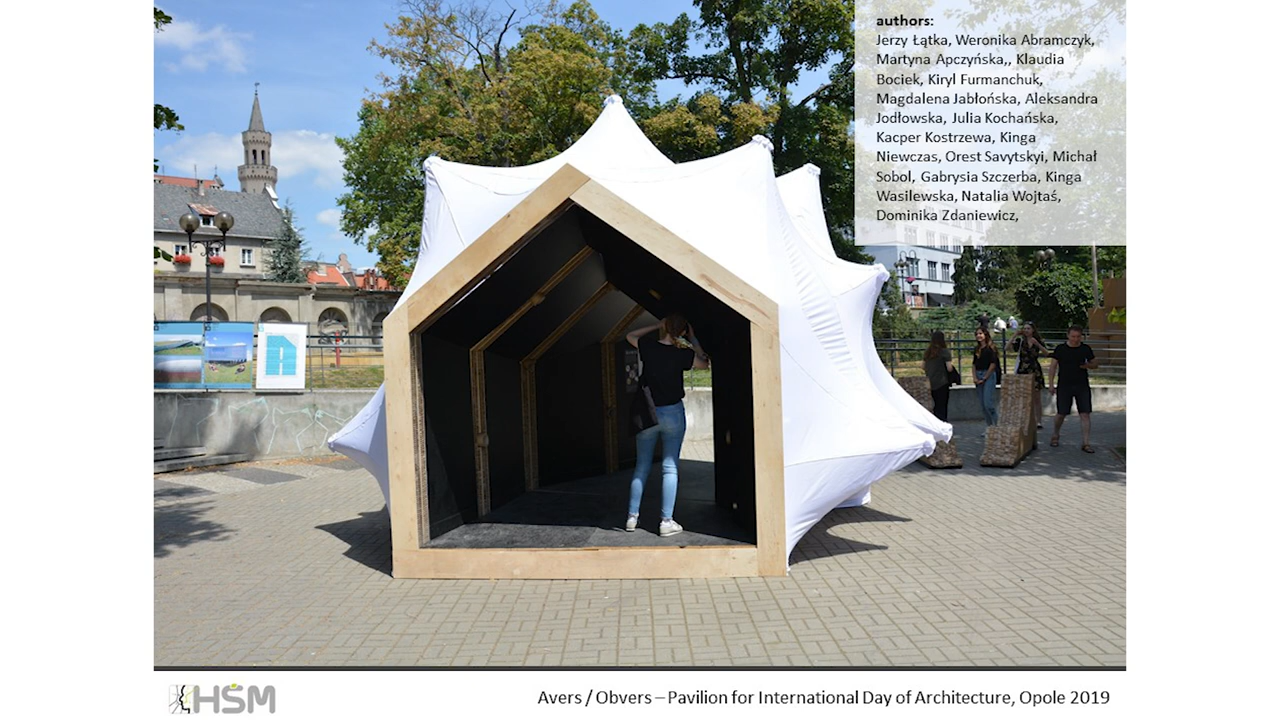 authors:
Jerzy Łątka, Weronika Abramczyk,
Martyna Apczyńska,, Klaudia
Bociek, Kiryl Furmanchuk,
Magdalena Jabłońska, Aleksandra
Jodłowska, Julia Kochańska,
Kacper Kostrzewa, Kinga
Niewczas, Orest Savytskyi, Michał
Sobol, Gabrysia Szczerba, Kinga
Wasilewska, Natalia Wojtaś,
Dominika Zdaniewicz,
HŚM
Avers / Obvers – Pavilion for International Day of Architecture, Opole 2019